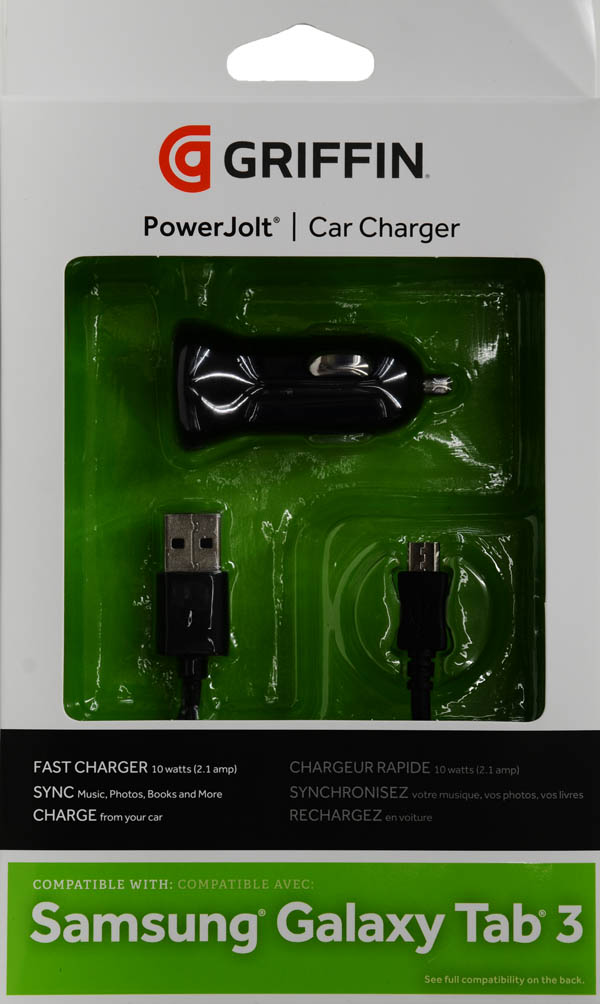 GRIFFIN
PowerJolt® | Car Charger
FAST CHARGER 10 watts (2.1 amp)
SYNC Music, Photos, Books and More
CHARGE from your car
CHARGEUR RAPIDE 10 watts (2.1 amp)
SYNCHRONISEZ votre musique, vos photos, vos livres
RECHARGEZ en voiture
COMPATIBLE WITH: COMPATIBLE AVEC:
Samsung® Galaxy Tab® 3
See full compatibility on the back.